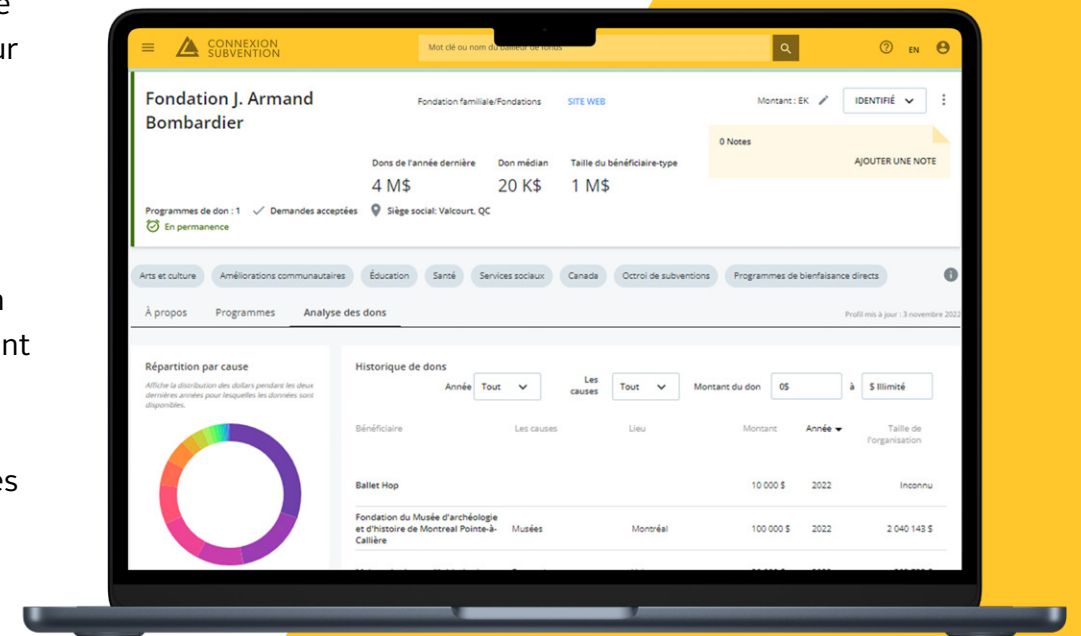 CONNEXION
SUBVENTION
Mot clé ou nom du bailleur de fonds
EN
Fondation J. Armand
Bombardier
Fondation familiale/Fondations
SITE WEB
Montant : EK
IDENTIFIÉ
0 Notes
AJOUTER UNE NOTE
Dons de l'année dernière
Don médian
Taille du bénéficiaire-type
4 M$
20 K$
1 M$
Programmes de don : 1
Demandes acceptées
Siège social: Valcourt, QC
En permanence
Arts et culture
Améliorations communautaires
Éducation
Santé
Services sociaux
Canada
Octroi de subventions
Programmes de bienfaisance directs
À propos
Programmes
Analyse des dons
Profil mis à jour : 3 novembre 2022
Répartition par cause
Affiche la distribution des dollars pendant les deux
dernières années pour lesquelles les données sont
disponibles.
Historique de dons
Année
Tout
Les
causes
Tout
Montant du don
0$
à
$ Illimité
Bénéficiaire
Les causes
Lieu
Montant
Année
Taille de
l'organisation
Ballet Hop
10 000 $
2022
Inconnu
Fondation du Musée d'archéologie
et d'histoire de Montreal Pointe-à-
Callière
Musées
Montréal
100 000 $
2022
2 040 143 $